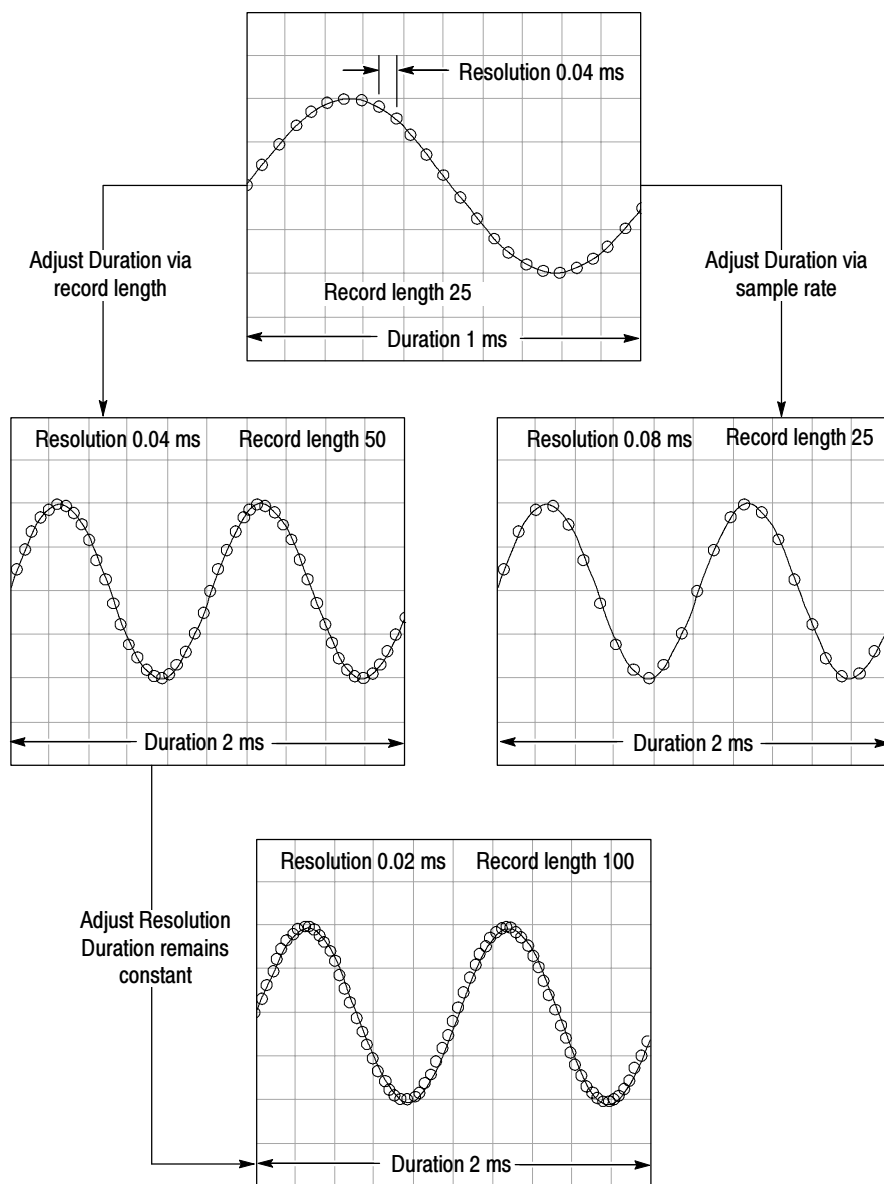 Resolution 0.04 ms
Record length 25
Duration 1 ms
Adjust Duration via
record length
Adjust Duration via
sample rate
Resolution 0.04 ms
Record length 50
Duration 2 ms
Resolution 0.08 ms
Record length 25
Duration 2 ms
Adjust Resolution
Duration remains
constant
Resolution 0.02 ms
Record length 100
Duration 2 ms